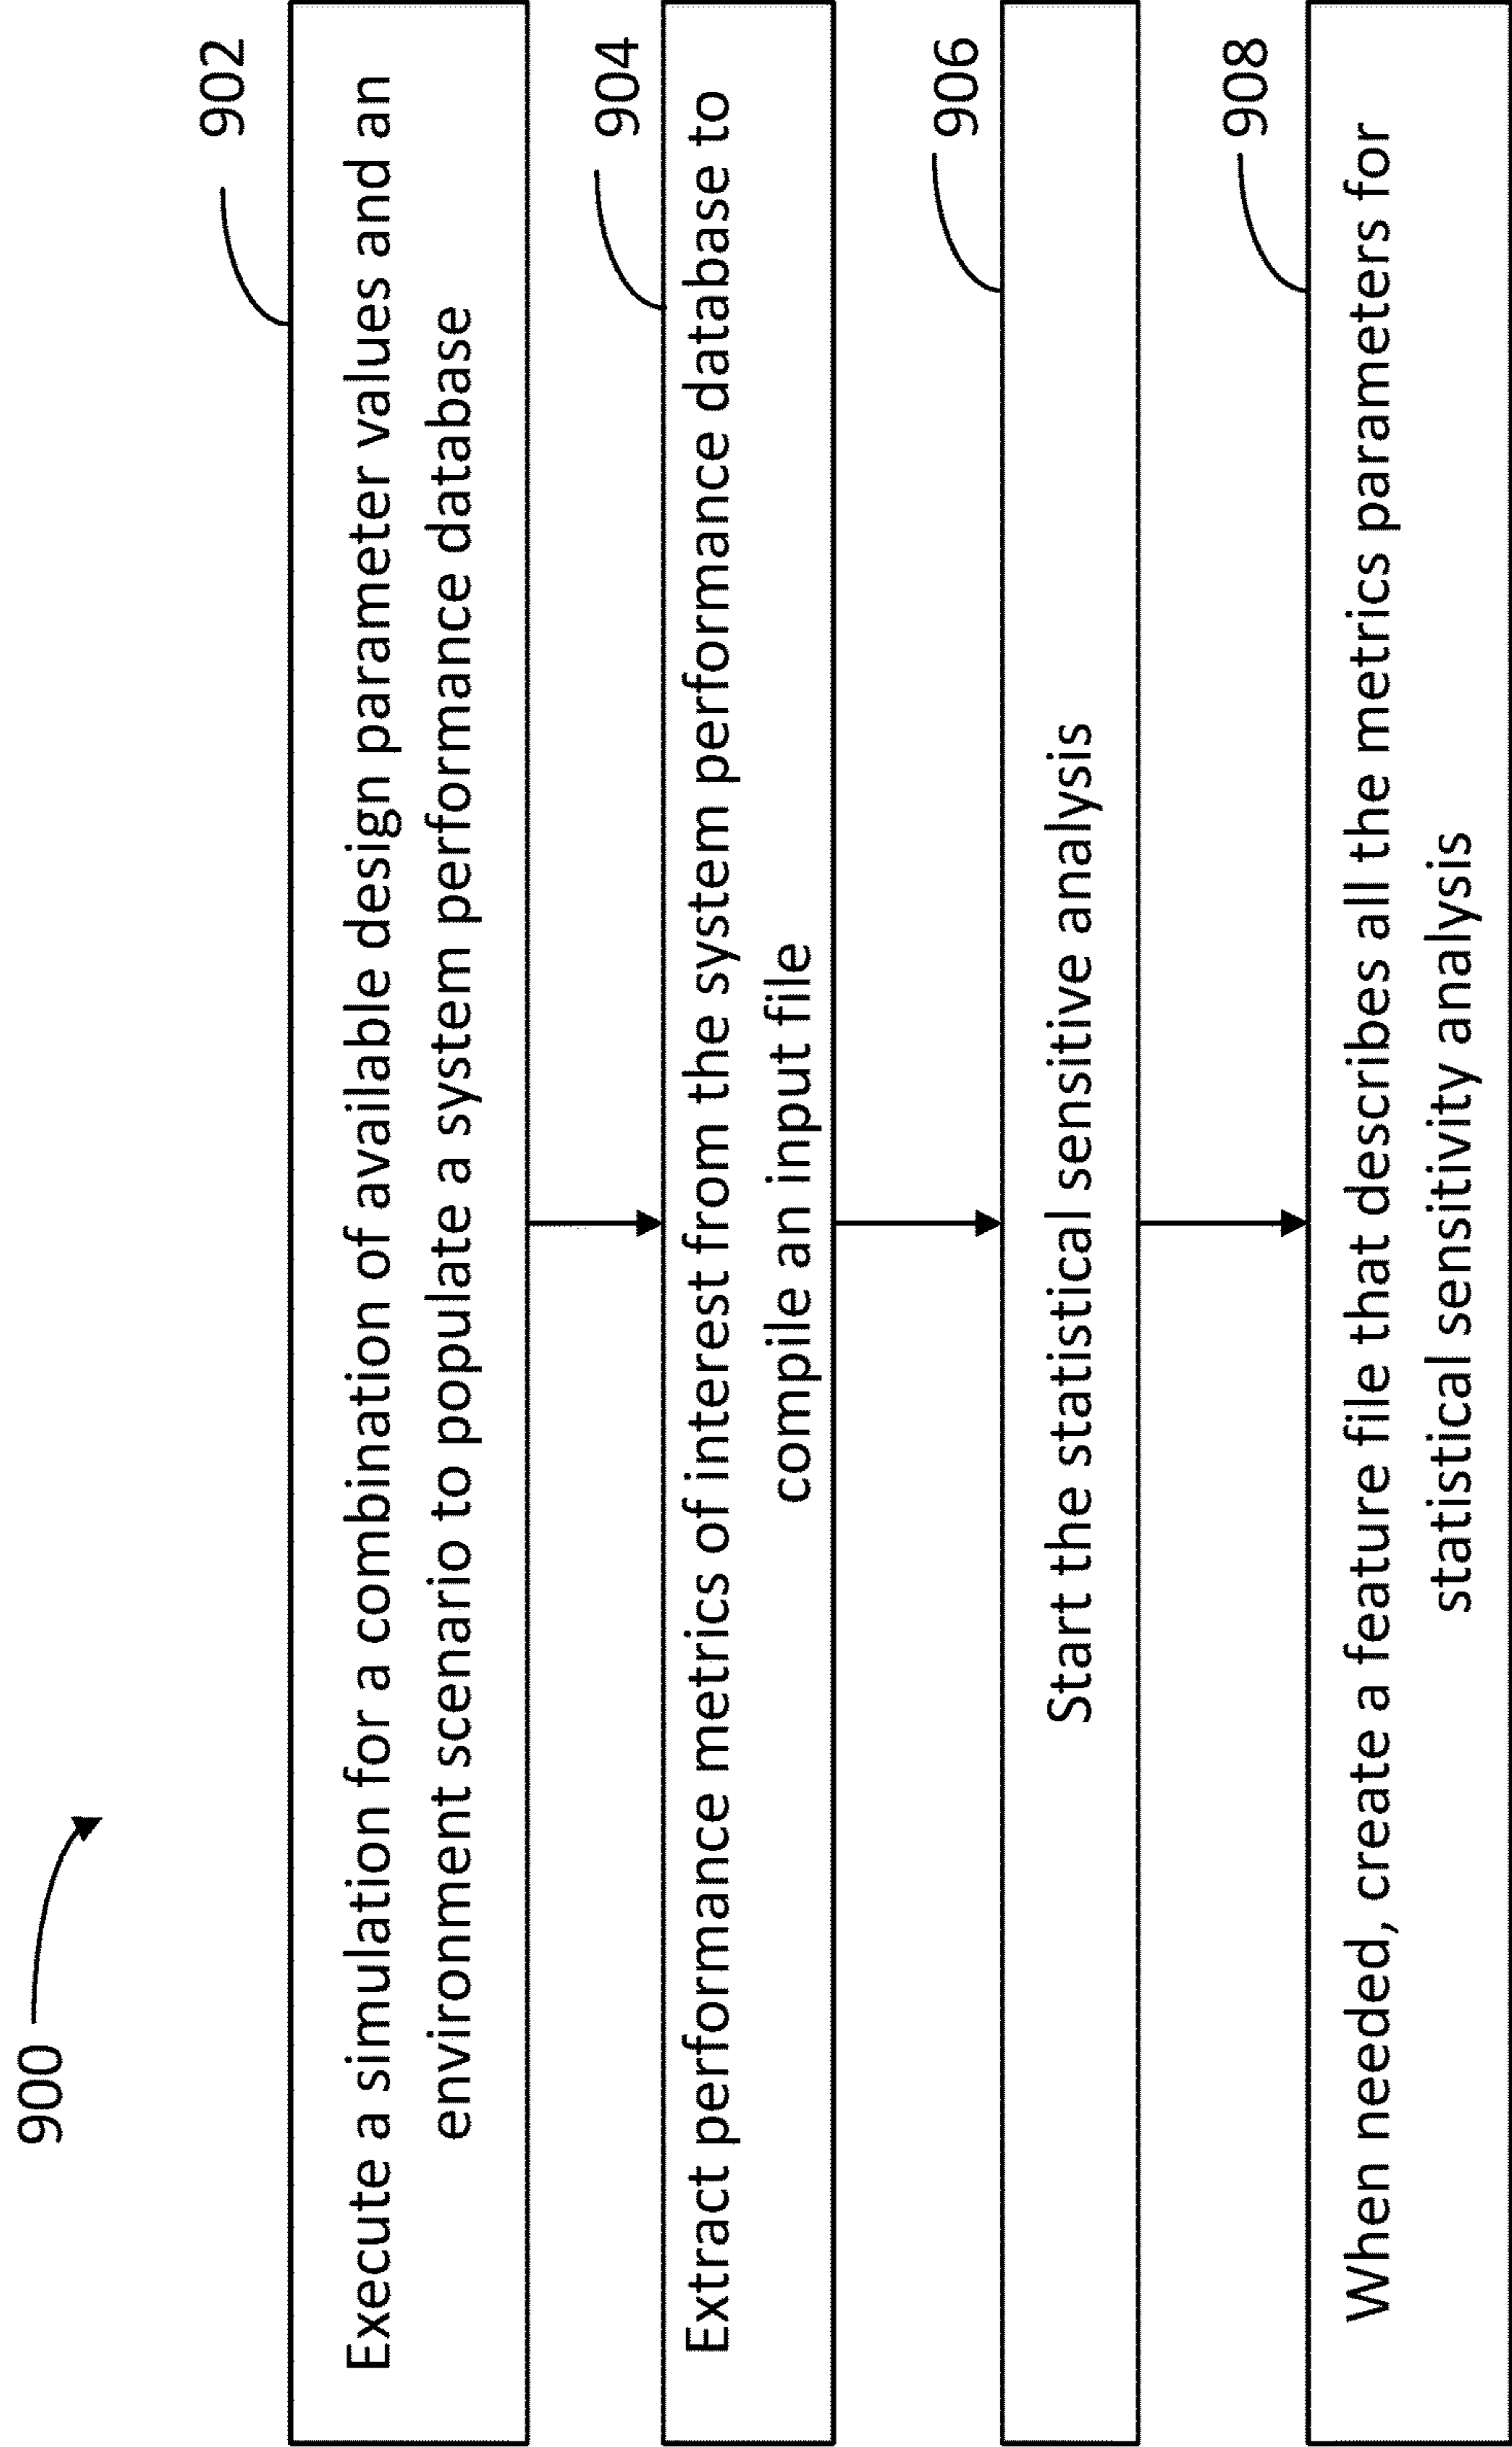 900
902
Execute a simulation for a combination of available design parameter values and an
environment scenario to populate a system performance database
904
Extract performance metrics of interest from the system performance database to
compile an input file
906
Start the statistical sensitive analysis
908
When needed, create a feature file that describes all the metrics parameters for
statistical sensitivity analysis